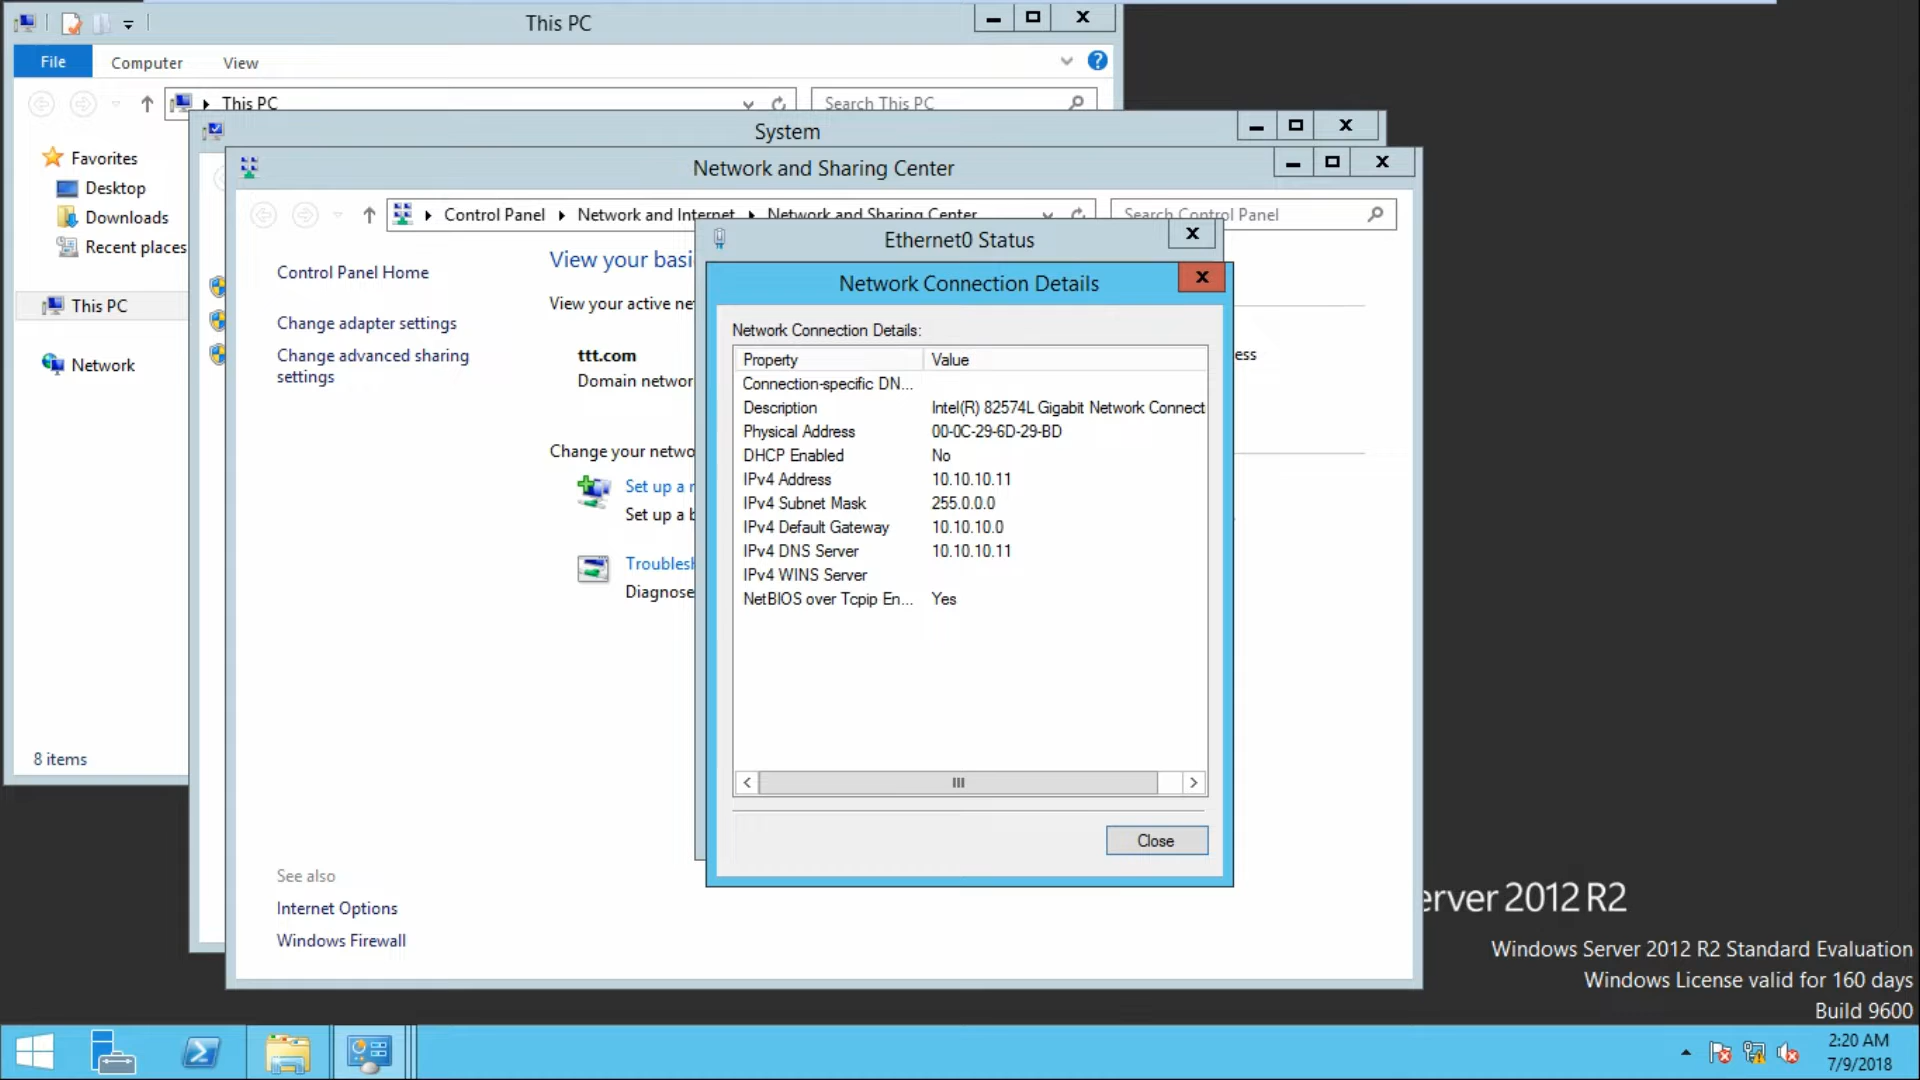 This PC
File
Computer
View
This PC
Search This PC
System
Favorites
Desktop
Downloads
Recent places
This PC
Network
8 items
Network and Sharing Center
Control Panel
Network and Internet
Network and Sharing Center
Search Control Panel
Control Panel Home
Change adapter settings
Change advanced sharing
settings
View your basi
View your active ne
ttt.com
Domain networ
ess
Change your netwo
Set up a
Set up a
Troubles
Diagnose
See also
Internet Options
Windows Firewall
Ethernet0 Status
Network Connection Details
Network Connection Details:
Property Value
Connection-specific DN...
Description Intel(R) 82574L Gigabit Network Connect
Physical Address 00-0C-29-6D-29-BD
DHCP Enabled No
IPv4 Address 10.10.10.11
IPv4 Subnet Mask 255.0.0.0
IPv4 Default Gateway 10.10.10.0
IPv4 DNS Server 10.10.10.11
IPv4 WINS Server
NetBIOS over Tcpip En... Yes
Close
erver 2012 R2
Windows Server 2012 R2 Standard Evaluation
Windows License valid for 160 days
Build 9600
2:20 AM
7/9/2018